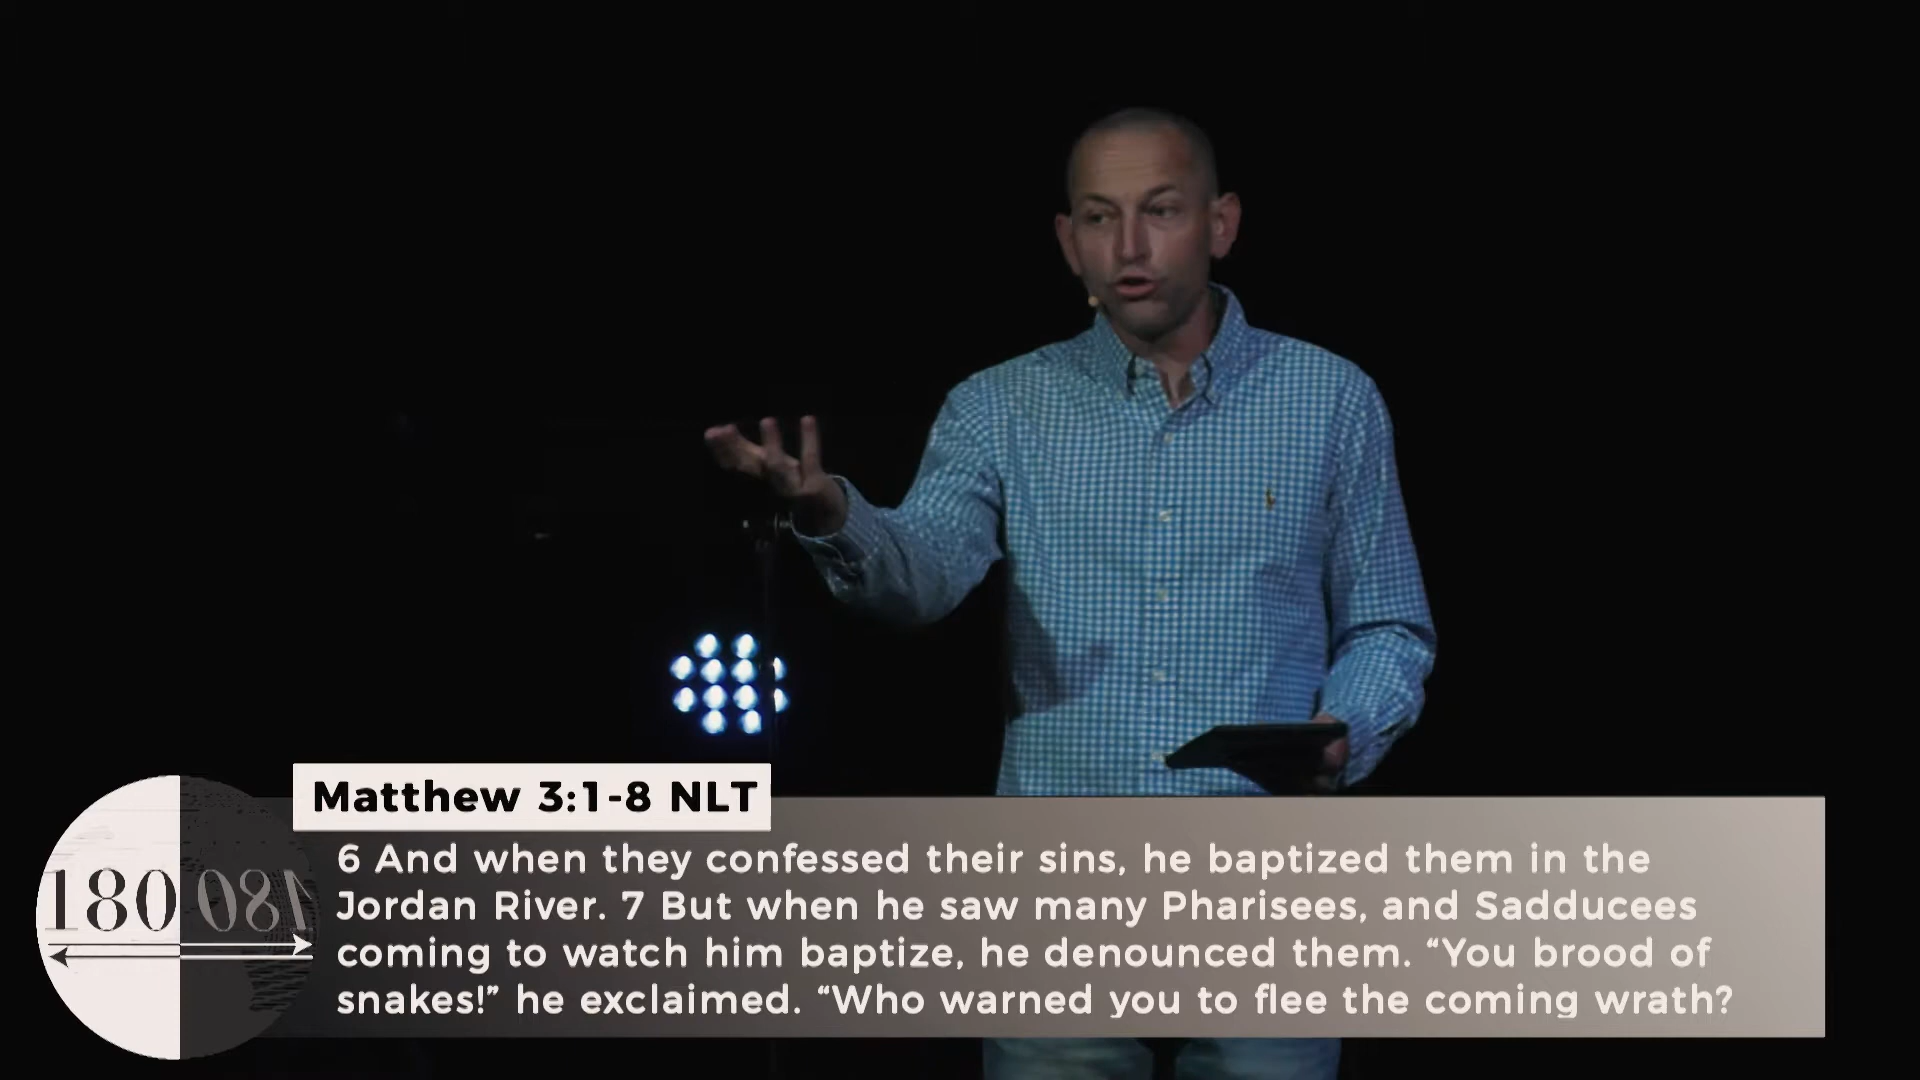 Matthew 3:1-8 NLT
6 And when they confessed their sins, he baptized them in the
Jordan River. 7 But when he saw many Pharisees, and Sadducees
coming to watch him baptize, he denounced them. “You brood of
snakes!” he exclaimed. “Who warned you to flee the coming wrath?
180 180